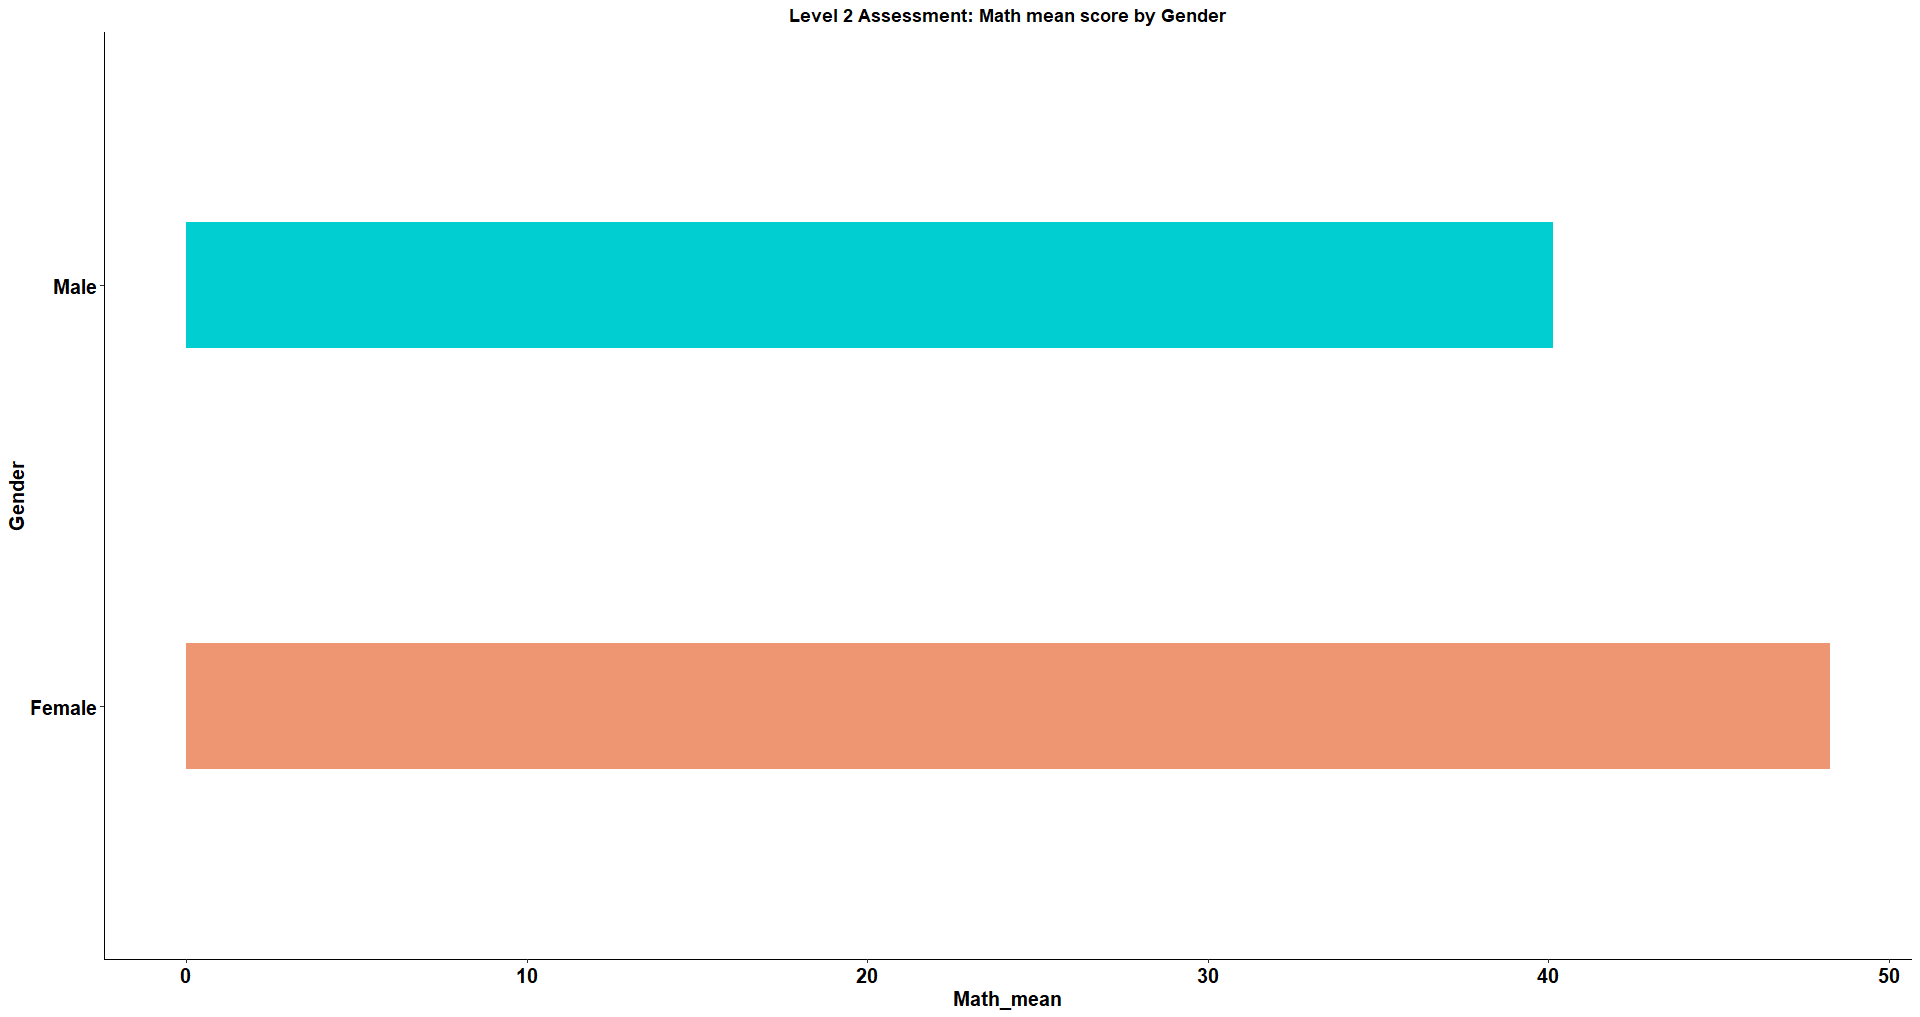 Level 2 Assessment: Math mean score by Gender
Male
Gender
Female
0 10 20 30 40 50
Math_mean